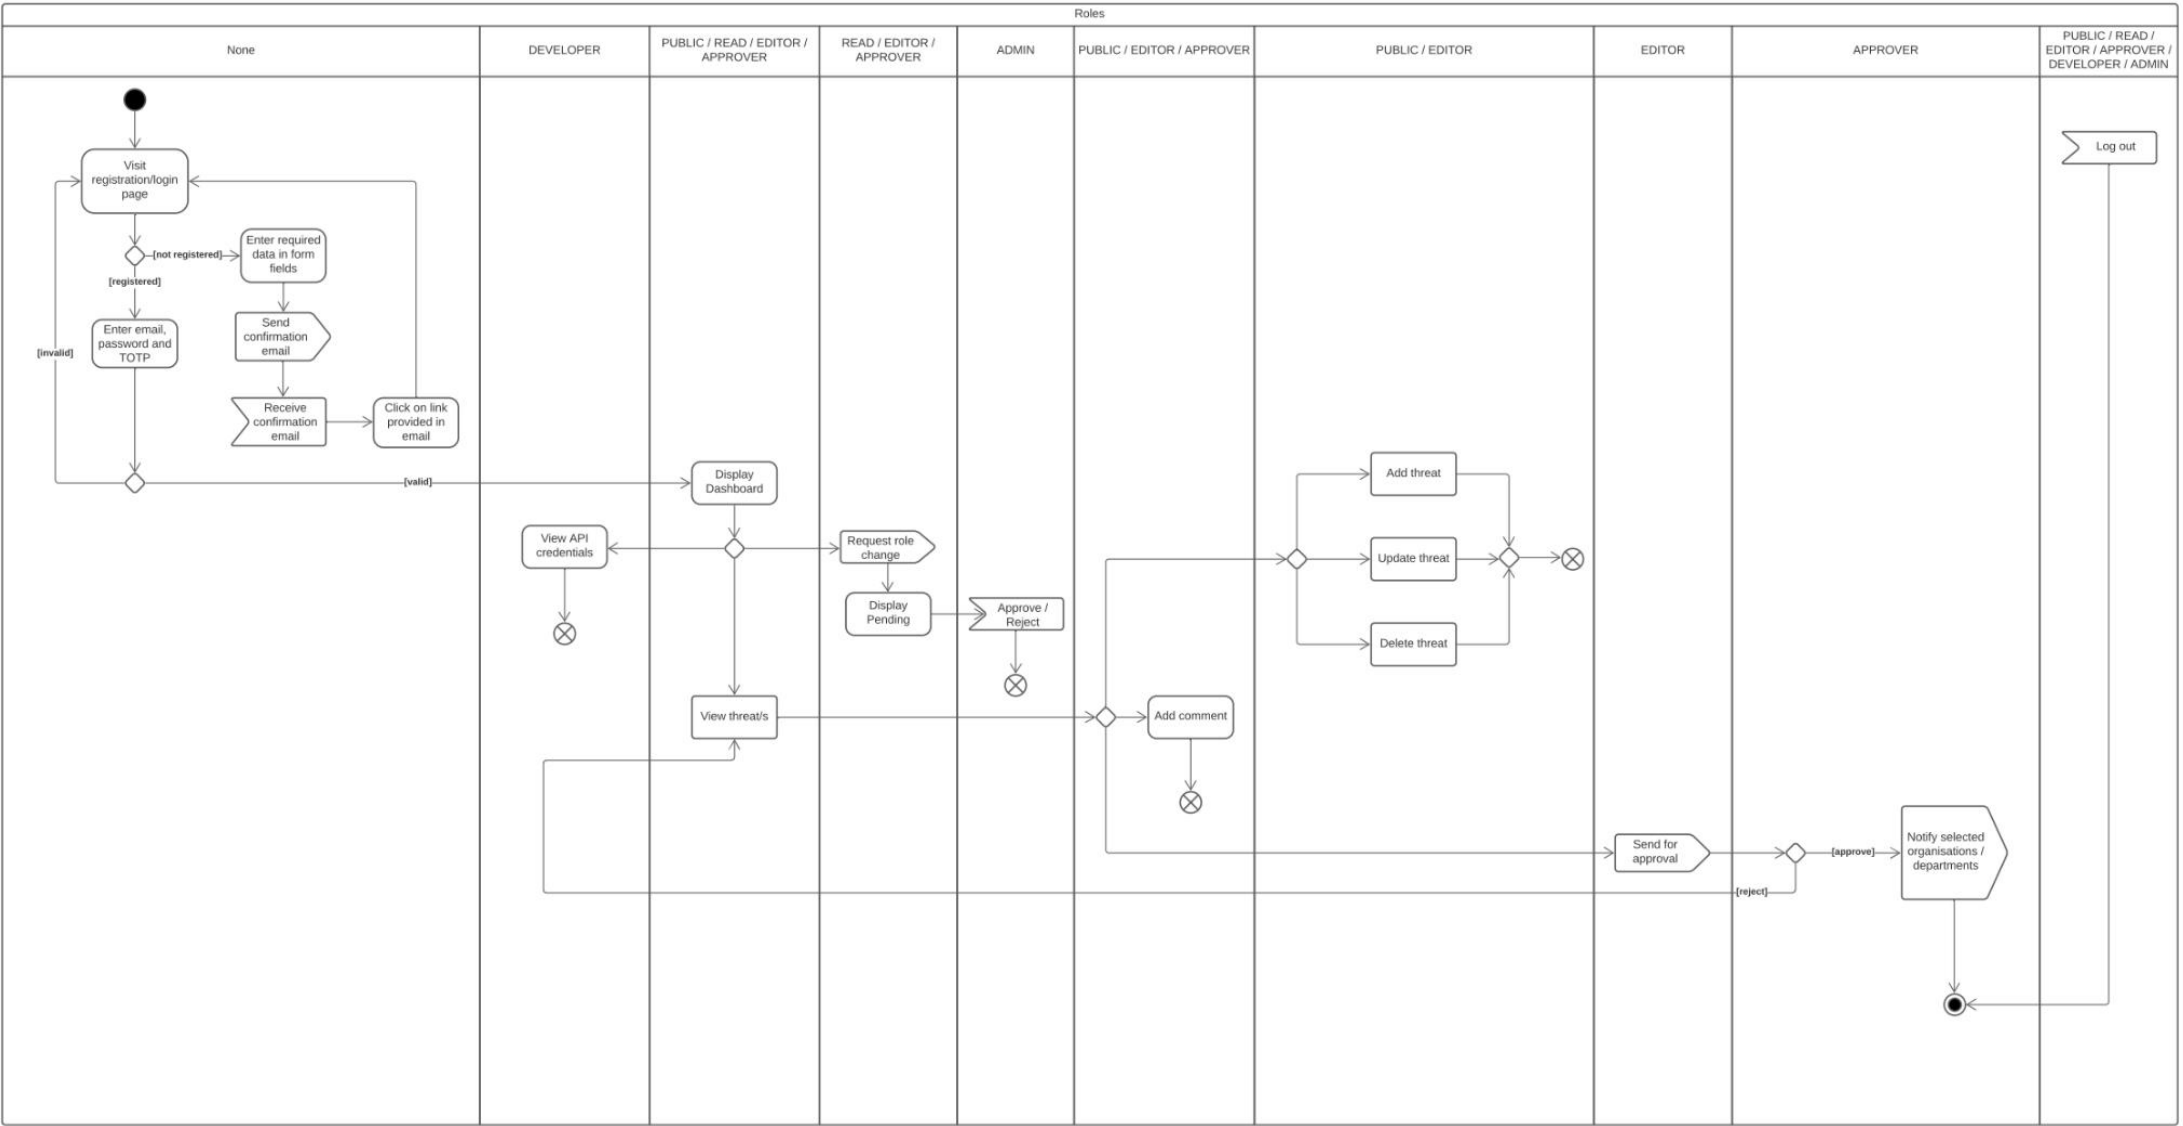 Roles
None
DEVELOPER
PUBLIC / READ / EDITOR /
APPROVER
READ / EDITOR /
APPROVER
ADMIN
PUBLIC / EDITOR / APPROVER
PUBLIC / EDITOR
EDITOR
APPROVER
PUBLIC / READ /
EDITOR / APPROVER /
DEVELOPER / ADMIN
Visit
registration/login
page
[not registered]
Enter required
data in form
fields
[registered]
Send
confirmation
email
Enter email,
password and
TOTP
[invalid]
Receive
confirmation
email
Click on link
provided in
email
[valid]
Display
Dashboard
View API
credentials
Request role
change
Display
Pending
Approve /
Reject
View threat/s
Add comment
Add threat
Update threat
Delete threat
Send for
approval
[approve]
Notify selected
organisations /
departments
[reject]
Log out